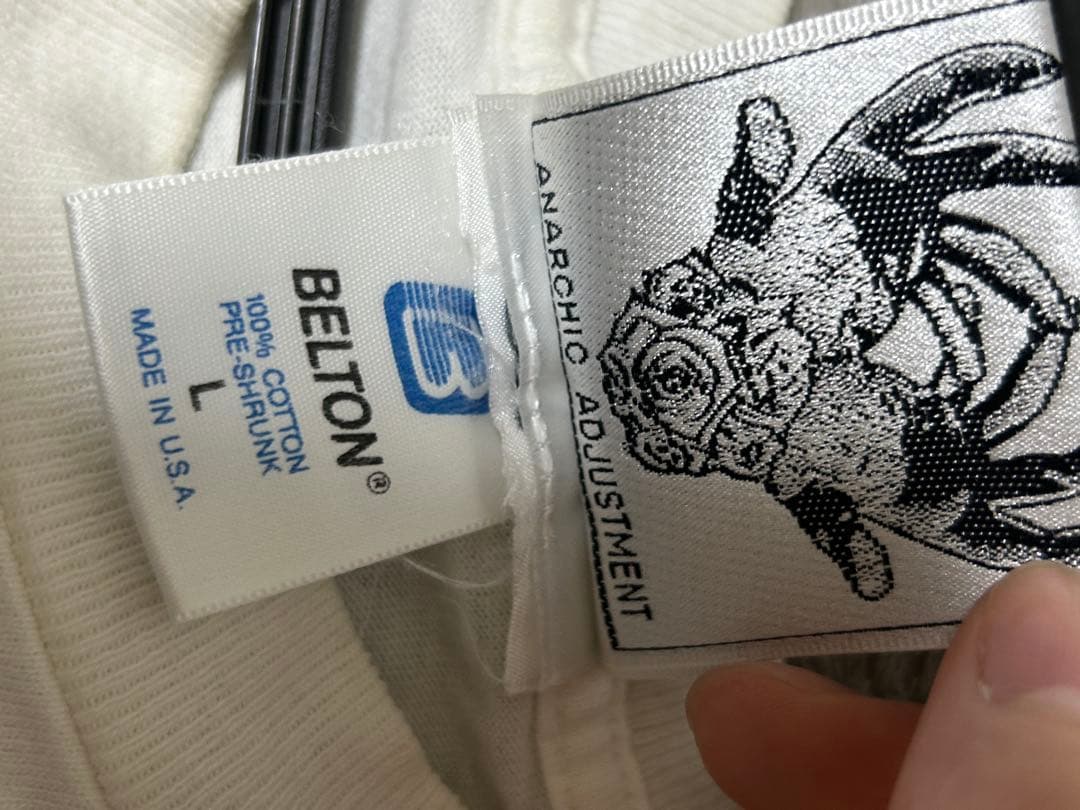 B
BELTON®
100% COTTON
PRE-SHRUNK
L
MADE IN U.S.A.
ANARCHIC ADJUSTMENT